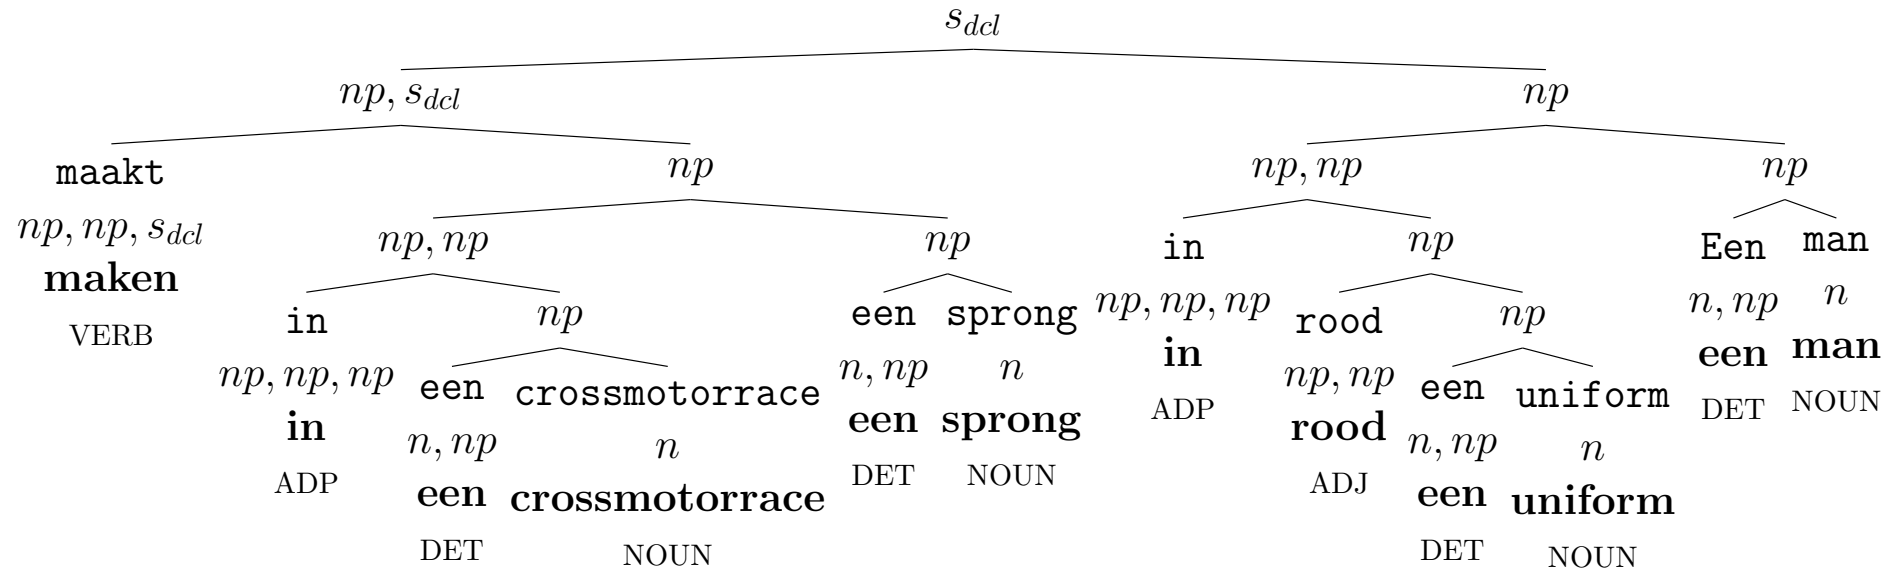 s_dcl
np, s_dcl np
maakt np np, np np
np, np, s_dcl np, np np in np Een man
maken in np een sprong np, np, np rood np n, np n
VERB np, np, np een crossmotorrace n, np n in np, np een uniform een man
in n, np n een sprong ADP rood n, np n DET NOUN
ADP een crossmotorrace DET NOUN ADJ een uniform
DET NOUN DET NOUN